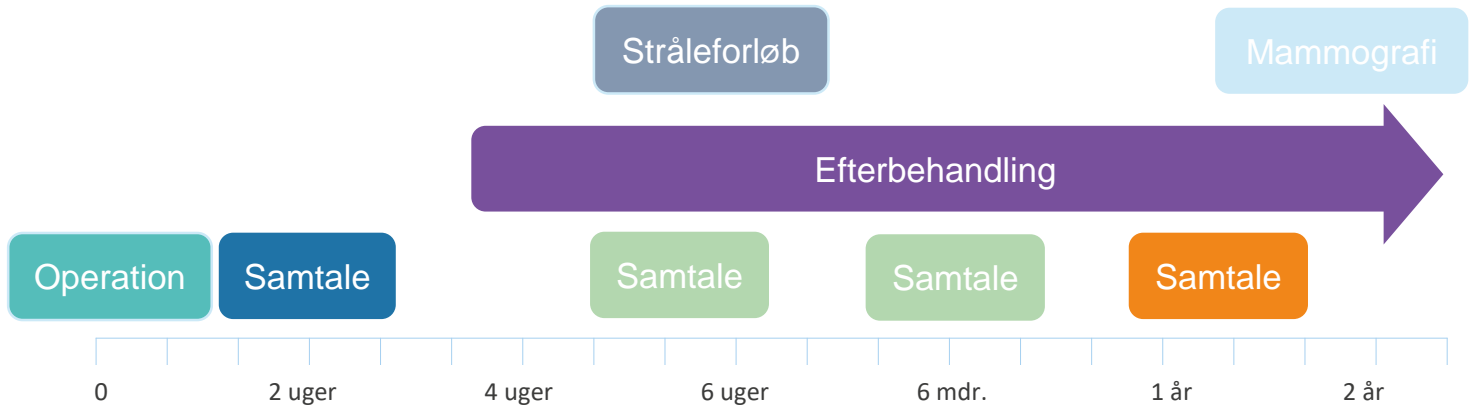 Stråleforløb
Mammografi
Efterbehandling
Operation
Samtale
Samtale
Samtale
Samtale
0
2 uger
4 uger
6 uger
6 mdr.
1 år
2 år